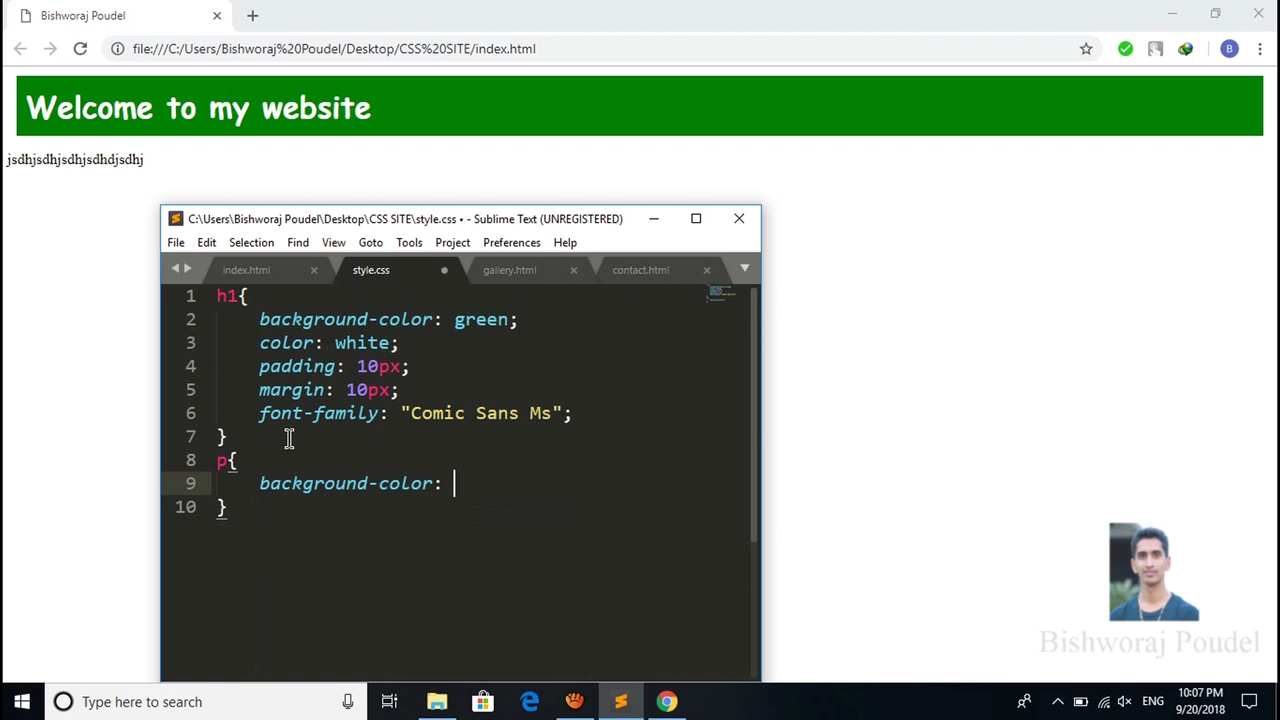 Bishworaj Poudel
file:///C:/Users/Bishworaj%20Poudel/Desktop/CSS%20SITE/index.html
B
Welcome to my website
jsdhjsdhjsdhjsdhdjsdhj
C:\Users\Bishworaj Poudel\Desktop\CSS SITE\style.css • - Sublime Text (UNREGISTERED)
File Edit Selection Find View Goto Tools Project Preferences Help
index.html style.css gallery.html contact.html
1 h1{
2 background-color: green;
3 color: white;
4 padding: 10px;
5 margin: 10px;
6 font-family: "Comic Sans Ms";
7 }
8 p{
9 background-color:
10 }
Bishworaj Poudel
Type here to search
ENG
10:07 PM
9/20/2018